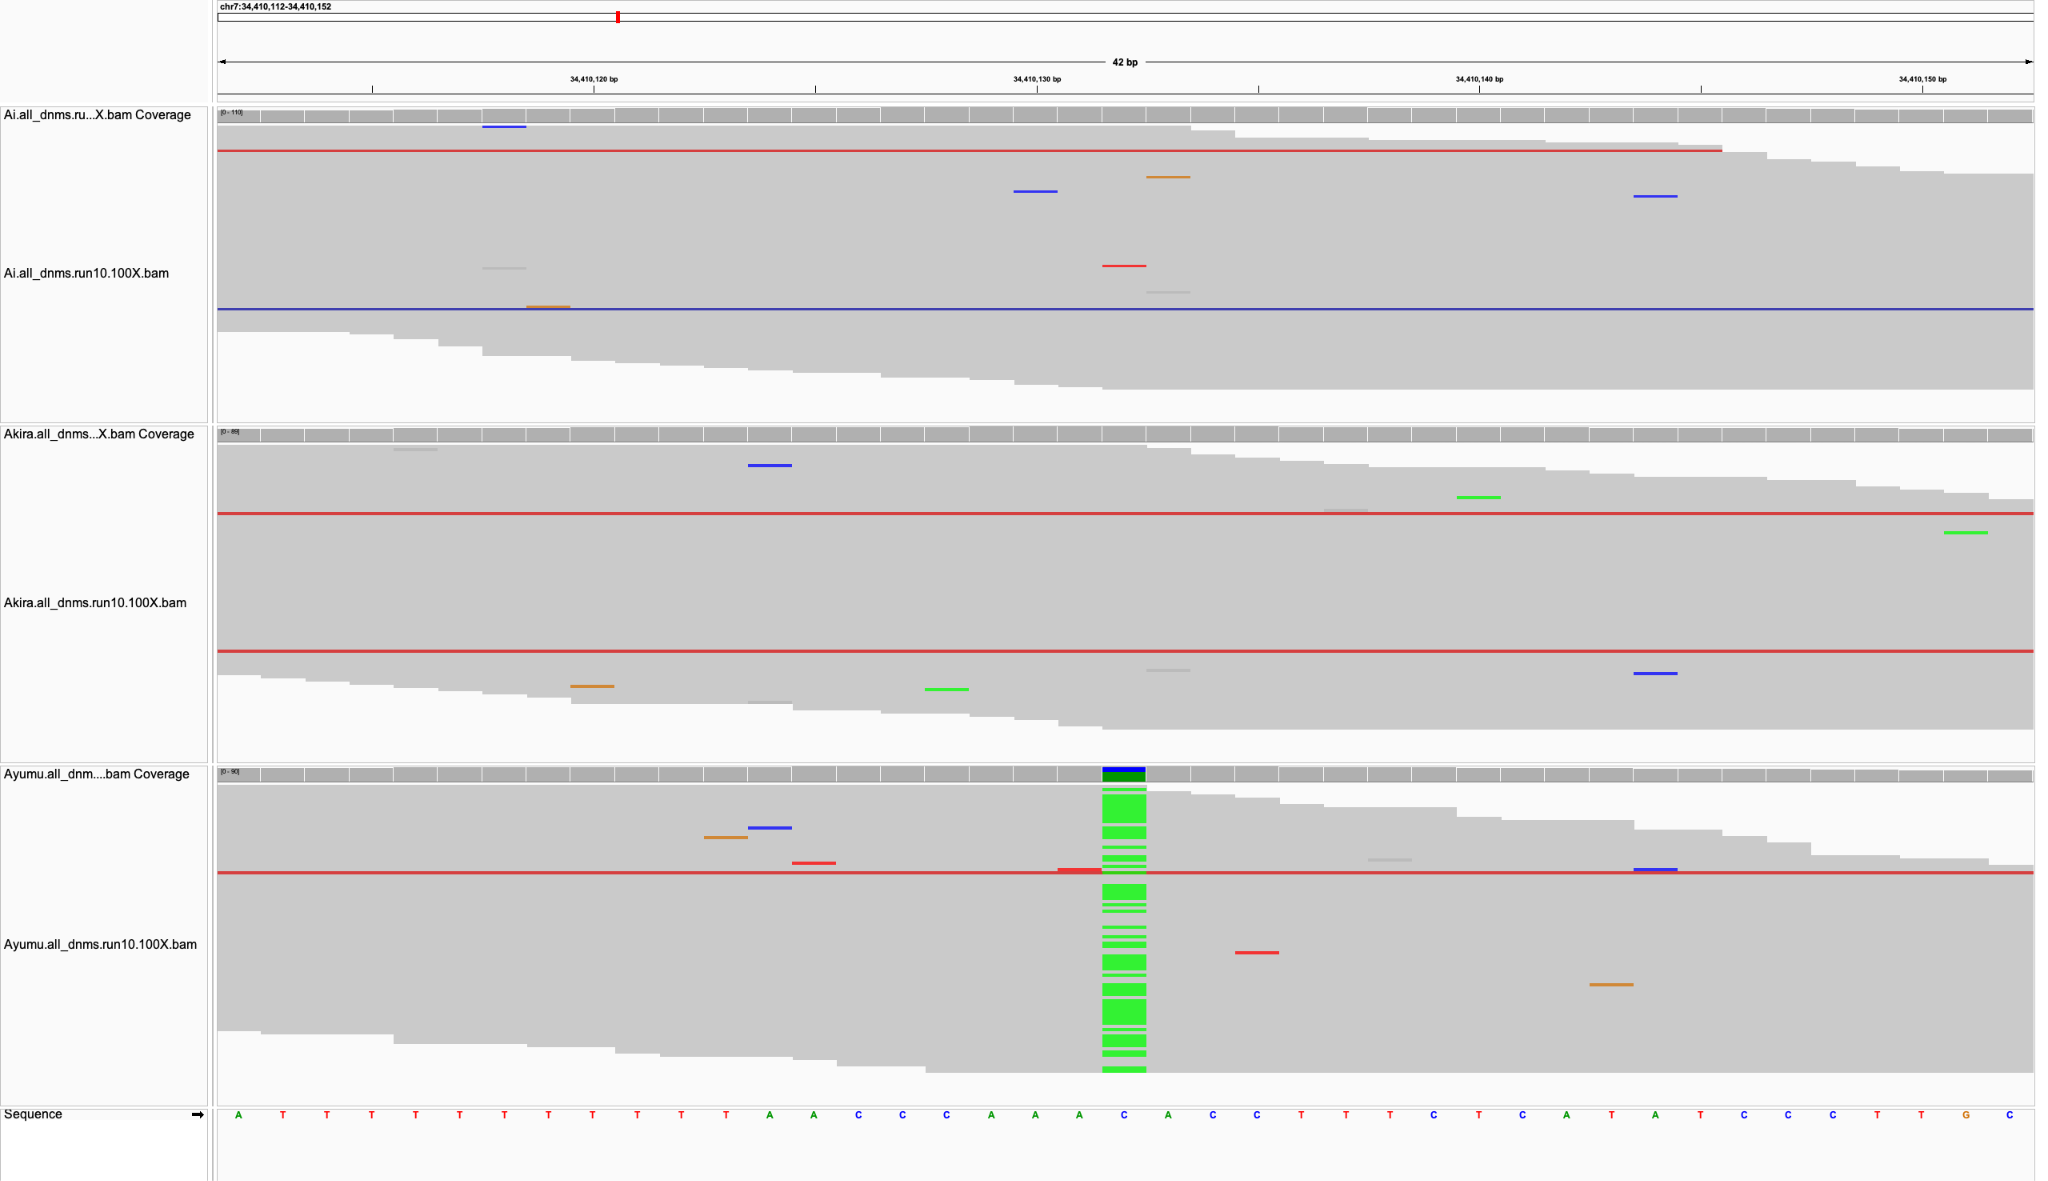 chr7:34,410,112-34,410,152
42 bp
34,410,120 bp 34,410,130 bp 34,410,140 bp 34,410,150 bp
Ai.all_dnms.ru...X.bam Coverage
[0 - 110]
Ai.all_dnms.run10.100X.bam
Akira.all_dnms...X.bam Coverage
[0 - 89]
Akira.all_dnms.run10.100X.bam
Ayumu.all_dnm....bam Coverage
[0 - 90]
Ayumu.all_dnms.run10.100X.bam
Sequence A T T T T T T T T T T T A A C C C A A A C A C C T T T C T C A T A T C C C T T G C